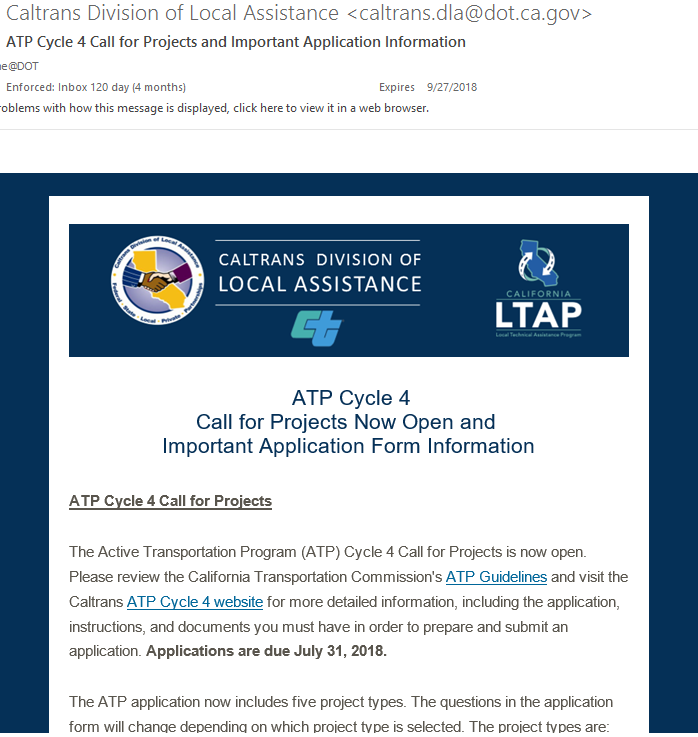 Caltrans Division of Local Assistance <caltrans.dla@dot.ca.gov>
ATP Cycle 4 Call for Projects and Important Application Information
e@DOT
Enforced: Inbox 120 day (4 months) Expires 9/27/2018
roblems with how this message is displayed, click here to view it in a web browser.
Caltrans Division of Local Assistance
Federal - State - Local - Private - Partnerships
CALTRANS DIVISION OF
LOCAL ASSISTANCE
ct
CALIFORNIA
LTAP
Local Technical Assistance Program
ATP Cycle 4
Call for Projects Now Open and
Important Application Form Information
ATP Cycle 4 Call for Projects
The Active Transportation Program (ATP) Cycle 4 Call for Projects is now open.
Please review the California Transportation Commission's ATP Guidelines and visit the
Caltrans ATP Cycle 4 website for more detailed information, including the application,
instructions, and documents you must have in order to prepare and submit an
application. Applications are due July 31, 2018.
The ATP application now includes five project types. The questions in the application
form will change depending on which project type is selected. The project types are: